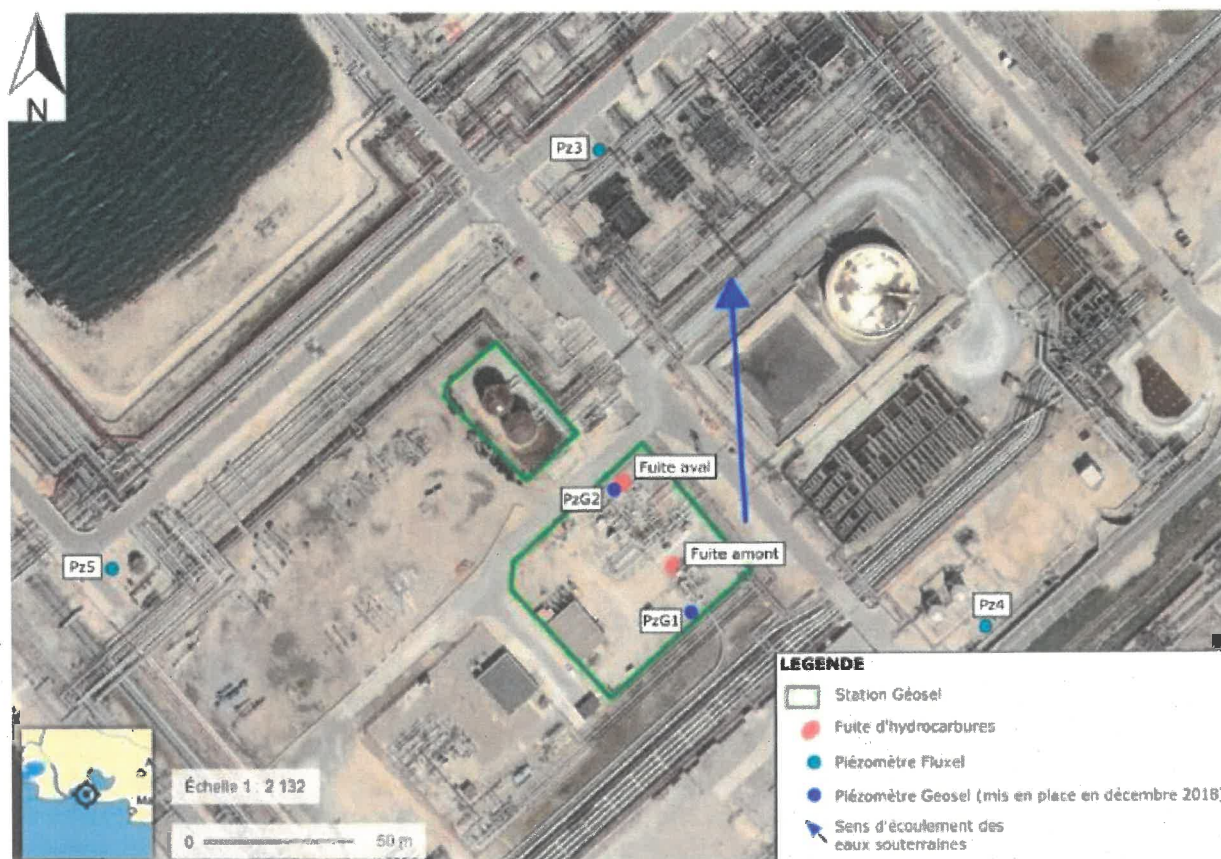 N
Pz3
Fuite aval
PzG2
Fuite amont
Pz5
PzG1
Pz4
LEGENDE
Station Géosel
Fuite d'hydrocarbures
Piézomètre Fluxel
Piézomètre Geosel (mis en place en décembre 2018)
Sens d'écoulement des
eaux souterraines
Échelle 1 : 2 132
0 50 m